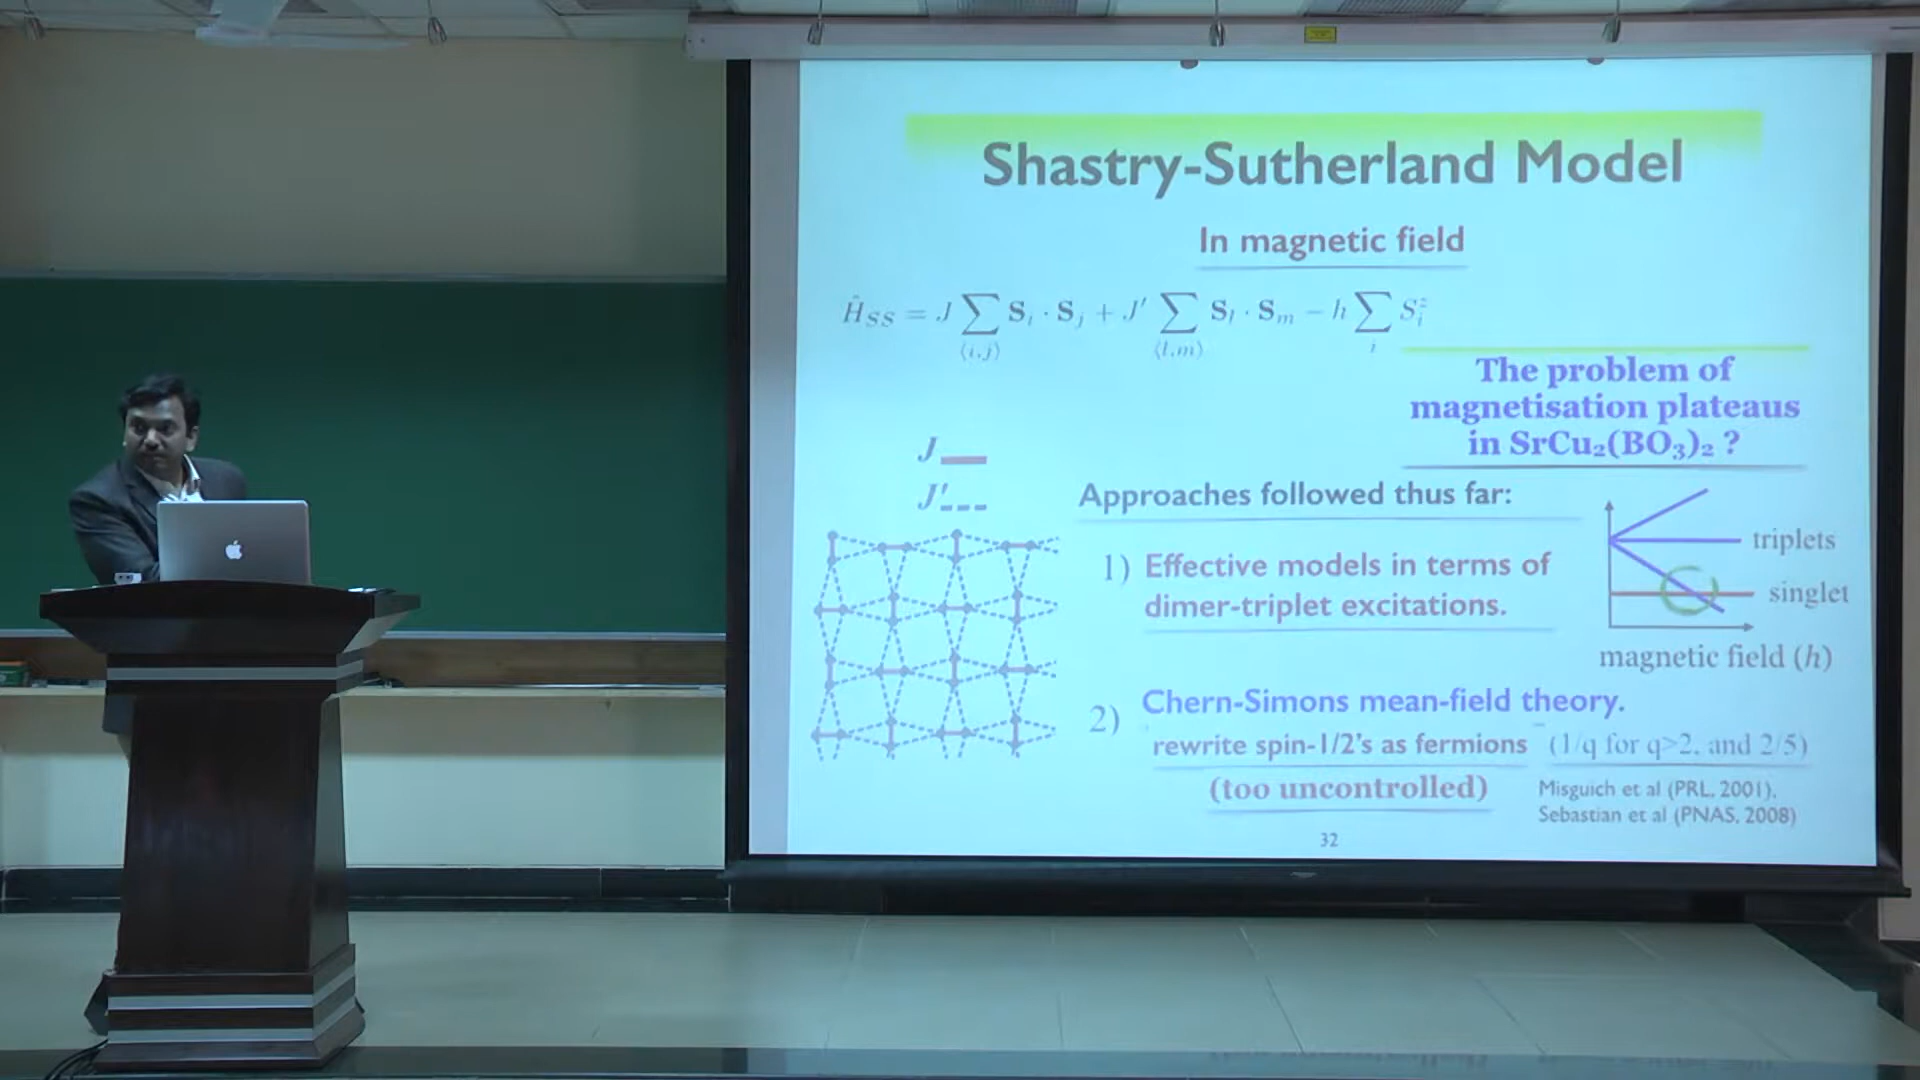 Shastry-Sutherland Model
In magnetic field
Ĥ_SS = J ∑_⟨i,j⟩ S_i · S_j + J′ ∑_⟨l,m⟩ S_l · S_m − h ∑_i S_i^z
The problem of
magnetisation plateaus
in SrCu₂(BO₃)₂ ?
J
J′
Approaches followed thus far:
1) Effective models in terms of
dimer-triplet excitations.
triplets
singlet
magnetic field (h)
2) Chern-Simons mean-field theory.
rewrite spin-1/2's as fermions (1/q for q>2, and 2/5)
(too uncontrolled)
Misguich et al (PRL, 2001),
Sebastian et al (PNAS, 2008)
32